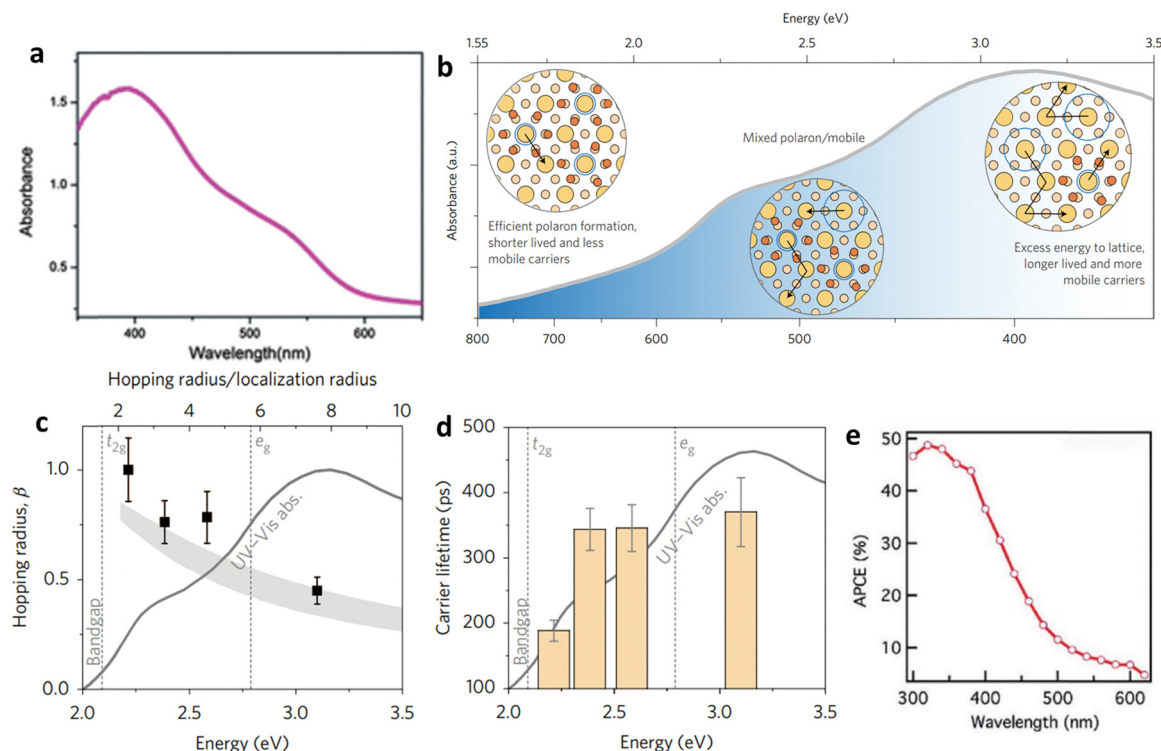 a
1.5
1.0
0.5
Absorbance
400
500
600
Wavelength(nm)
b
Energy (eV)
1.55
2.0
2.5
3.0
3.5
Absorbance (a.u.)
Efficient polaron formation,
shorter lived and less
mobile carriers
Mixed polaron/mobile
Excess energy to lattice,
longer lived and more
mobile carriers
800
700
600
500
400
Hopping radius/localization radius
c
2
4
6
8
10
t2g
eg
1.0
0.5
0.0
Hopping radius, β
Bandgap
UV–Vis abs.
2.0
2.5
3.0
3.5
Energy (eV)
d
t2g
eg
500
400
300
200
100
Carrier lifetime (ps)
Bandgap
UV–Vis abs.
2.0
2.5
3.0
3.5
Energy (eV)
e
50
40
30
20
10
APCE (%)
300
400
500
600
Wavelength (nm)